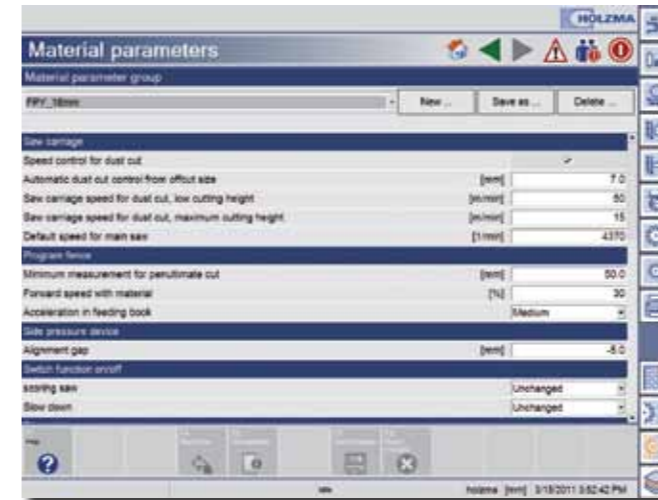 HOLZMA
Material parameters
Material parameter group
FPY_18mm
New ... Save as ... Delete ...
Saw carriage
Speed control for dust cut
Automatic dust cut control from offcut size [mm] 7.0
Saw carriage speed for dust cut, low cutting height [m/min] 60
Saw carriage speed for dust cut, maximum cutting height [m/min] 15
Default speed for main saw [1/min] 4370
Program fence
Minimum measurement for penultimate cut [mm] 50.0
Forward speed with material [%] 30
Acceleration in feeding book Medium
Side pressure device
Alignment gap [mm] -5.0
Switch function on/off
scoring saw Unchanged
Slow down Unchanged
holzma [mm] 3/15/2011 3:52:42 PM